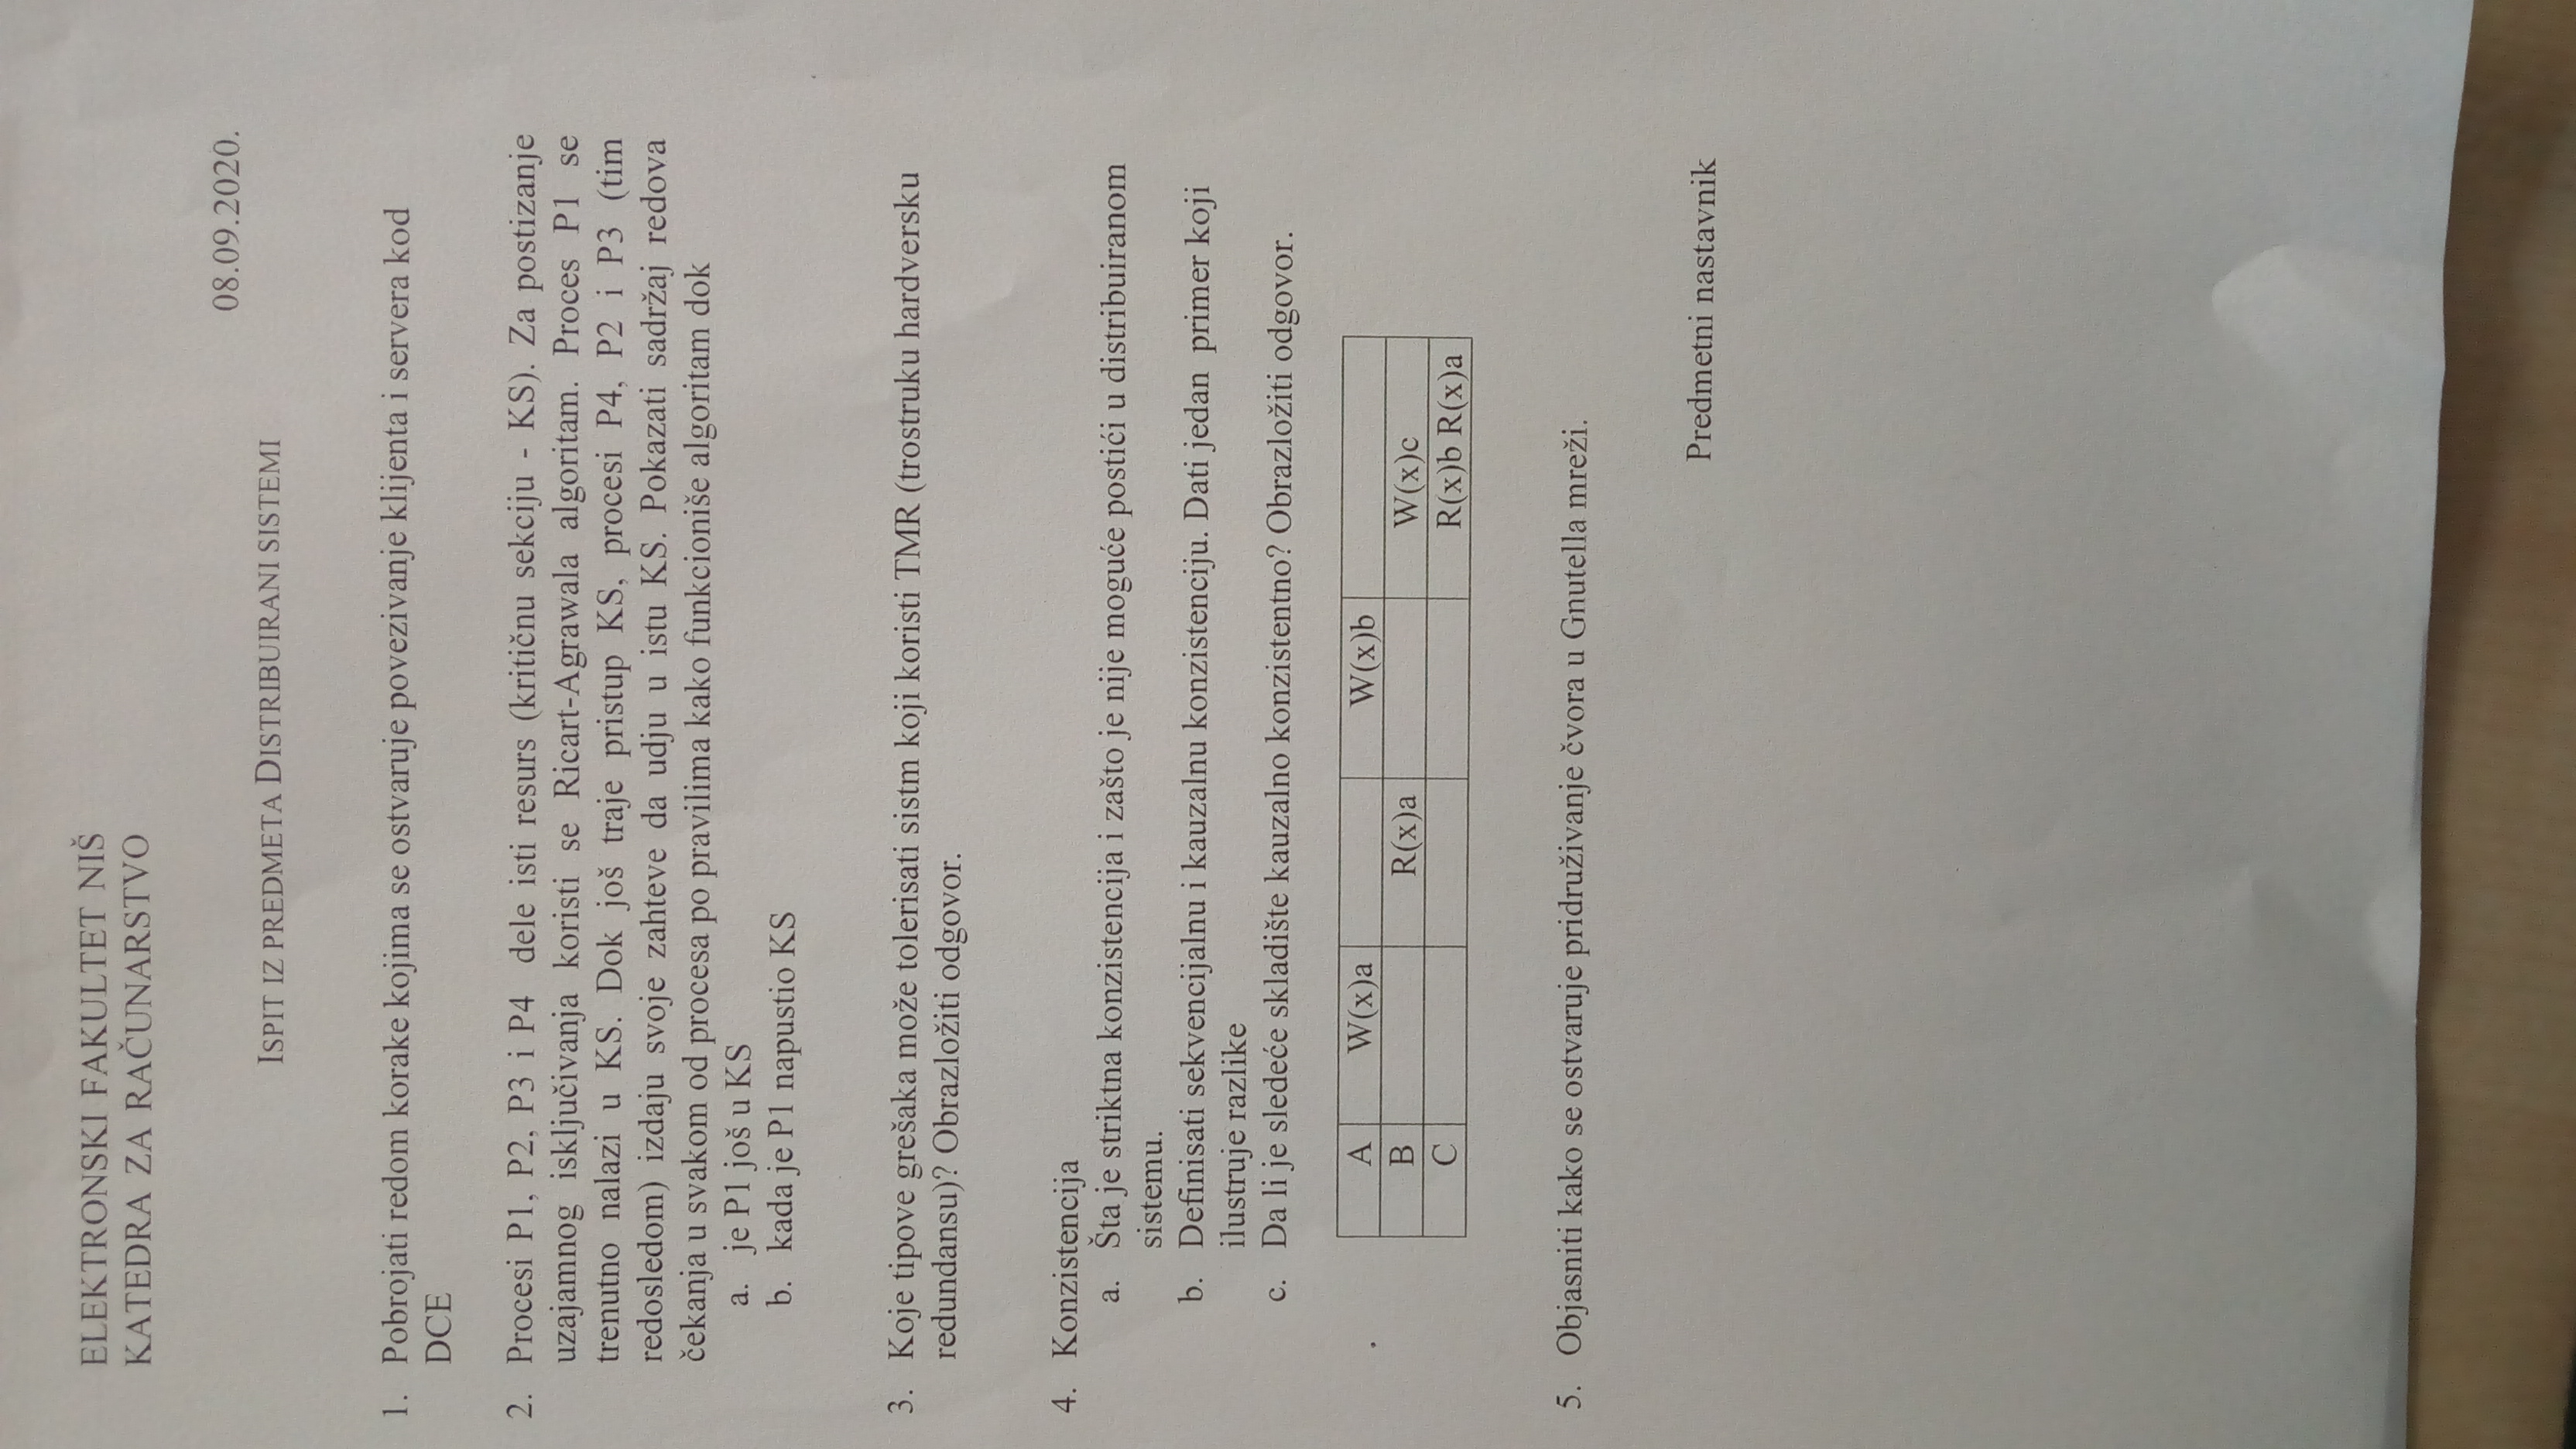 ELEKTRONSKI FAKULTET NIŠ
KATEDRA ZA RAČUNARSTVO
08.09.2020.
ISPIT IZ PREDMETA DISTRIBUIRANI SISTEMI
1. Pobrojati redom korake kojima se ostvaruje povezivanje klijenta i servera kod
DCE
2. Procesi P1, P2, P3 i P4 dele isti resurs (kritičnu sekciju - KS). Za postizanje
uzajamnog isključivanja koristi se Ricart-Agrawala algoritam. Proces P1 se
trenutno nalazi u KS. Dok još traje pristup KS, procesi P4, P2 i P3 (tim
redosledom) izdaju svoje zahteve da udju u istu KS. Pokazati sadržaj redova
čekanja u svakom od procesa po pravilima kako funkcioniše algoritam dok
a. je P1 još u KS
b. kada je P1 napustio KS
3. Koje tipove grešaka može tolerisati sistm koji koristi TMR (trostruku hardversku
redundansu)? Obrazložiti odgovor.
4. Konzistencija
a. Šta je striktna konzistencija i zašto je nije moguće postići u distribuiranom
sistemu.
b. Definisati sekvencijalnu i kauzalnu konzistenciju. Dati jedan primer koji
ilustruje razlike
c. Da li je sledeće skladište kauzalno konzistentno? Obrazložiti odgovor.
A W(x)a W(x)b
B R(x)a W(x)c
C R(x)b R(x)a
5. Objasniti kako se ostvaruje pridruživanje čvora u Gnutella mreži.
Predmetni nastavnik